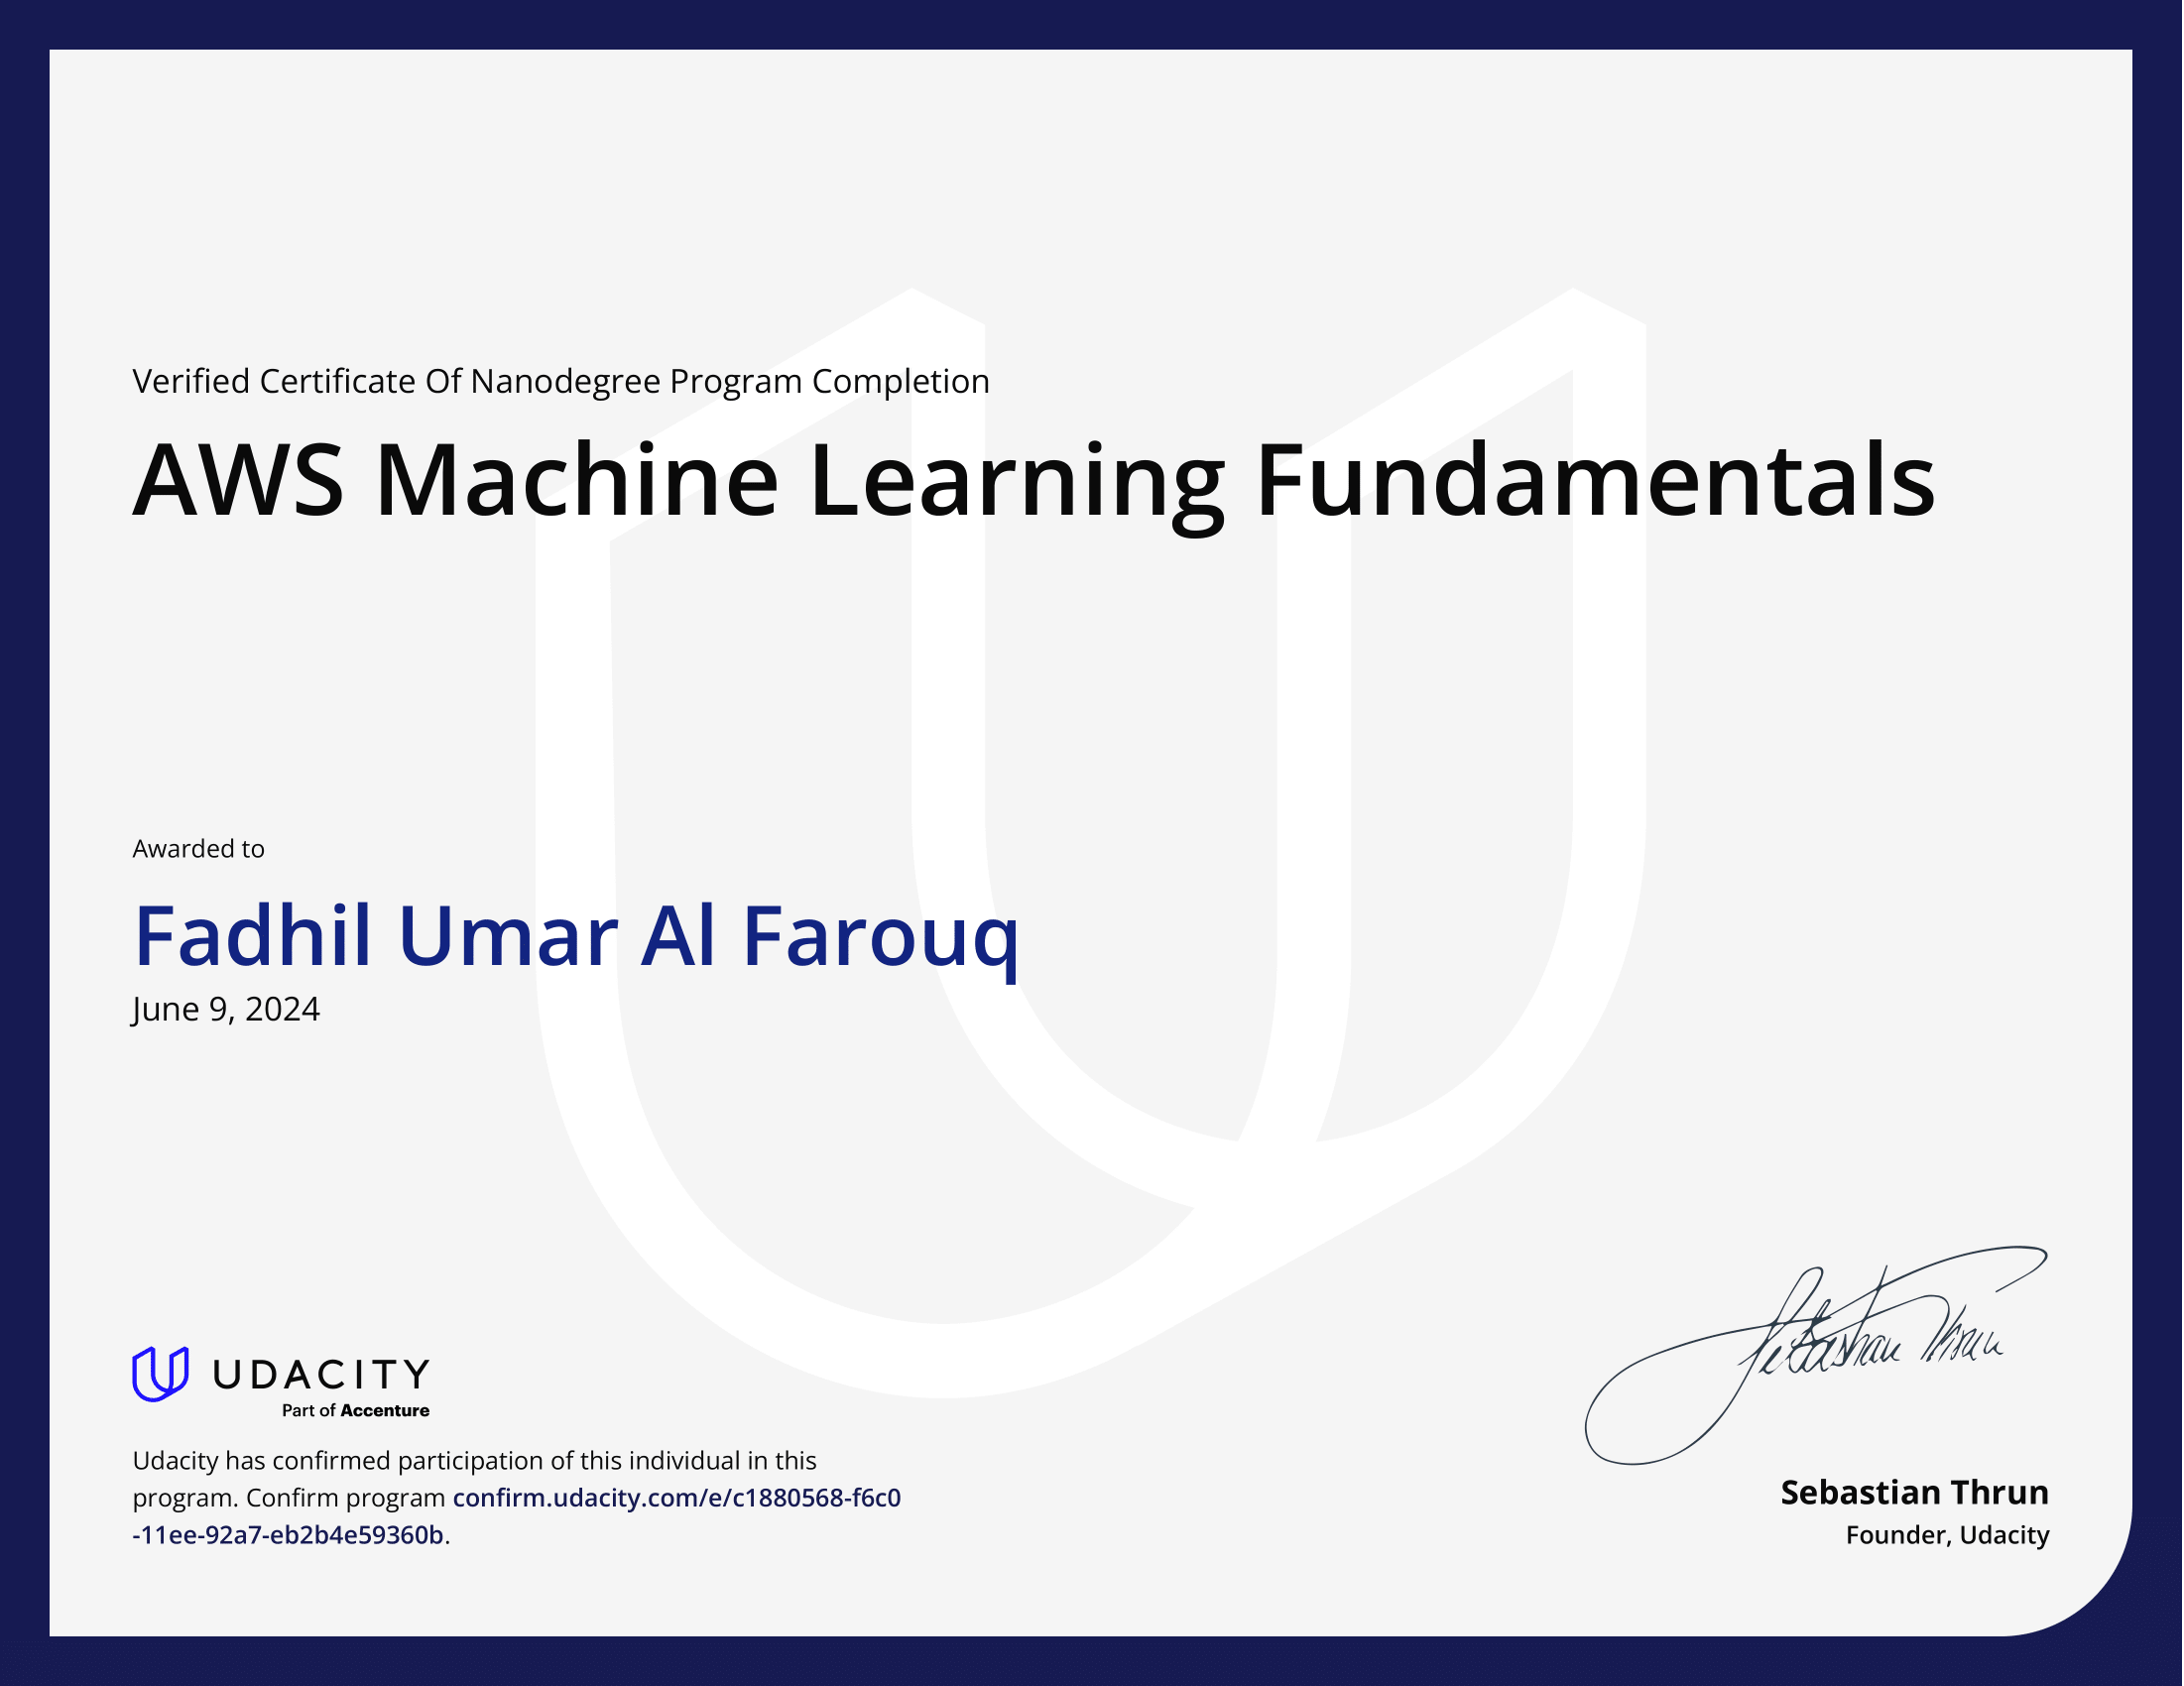 Verified Certificate Of Nanodegree Program Completion
AWS Machine Learning Fundamentals
Awarded to
Fadhil Umar Al Farouq
June 9, 2024
UDACITY
Part of Accenture
Udacity has confirmed participation of this individual in this
program. Confirm program confirm.udacity.com/e/c1880568-f6c0
-11ee-92a7-eb2b4e59360b.
Sebastian Thrun
Sebastian Thrun
Founder, Udacity